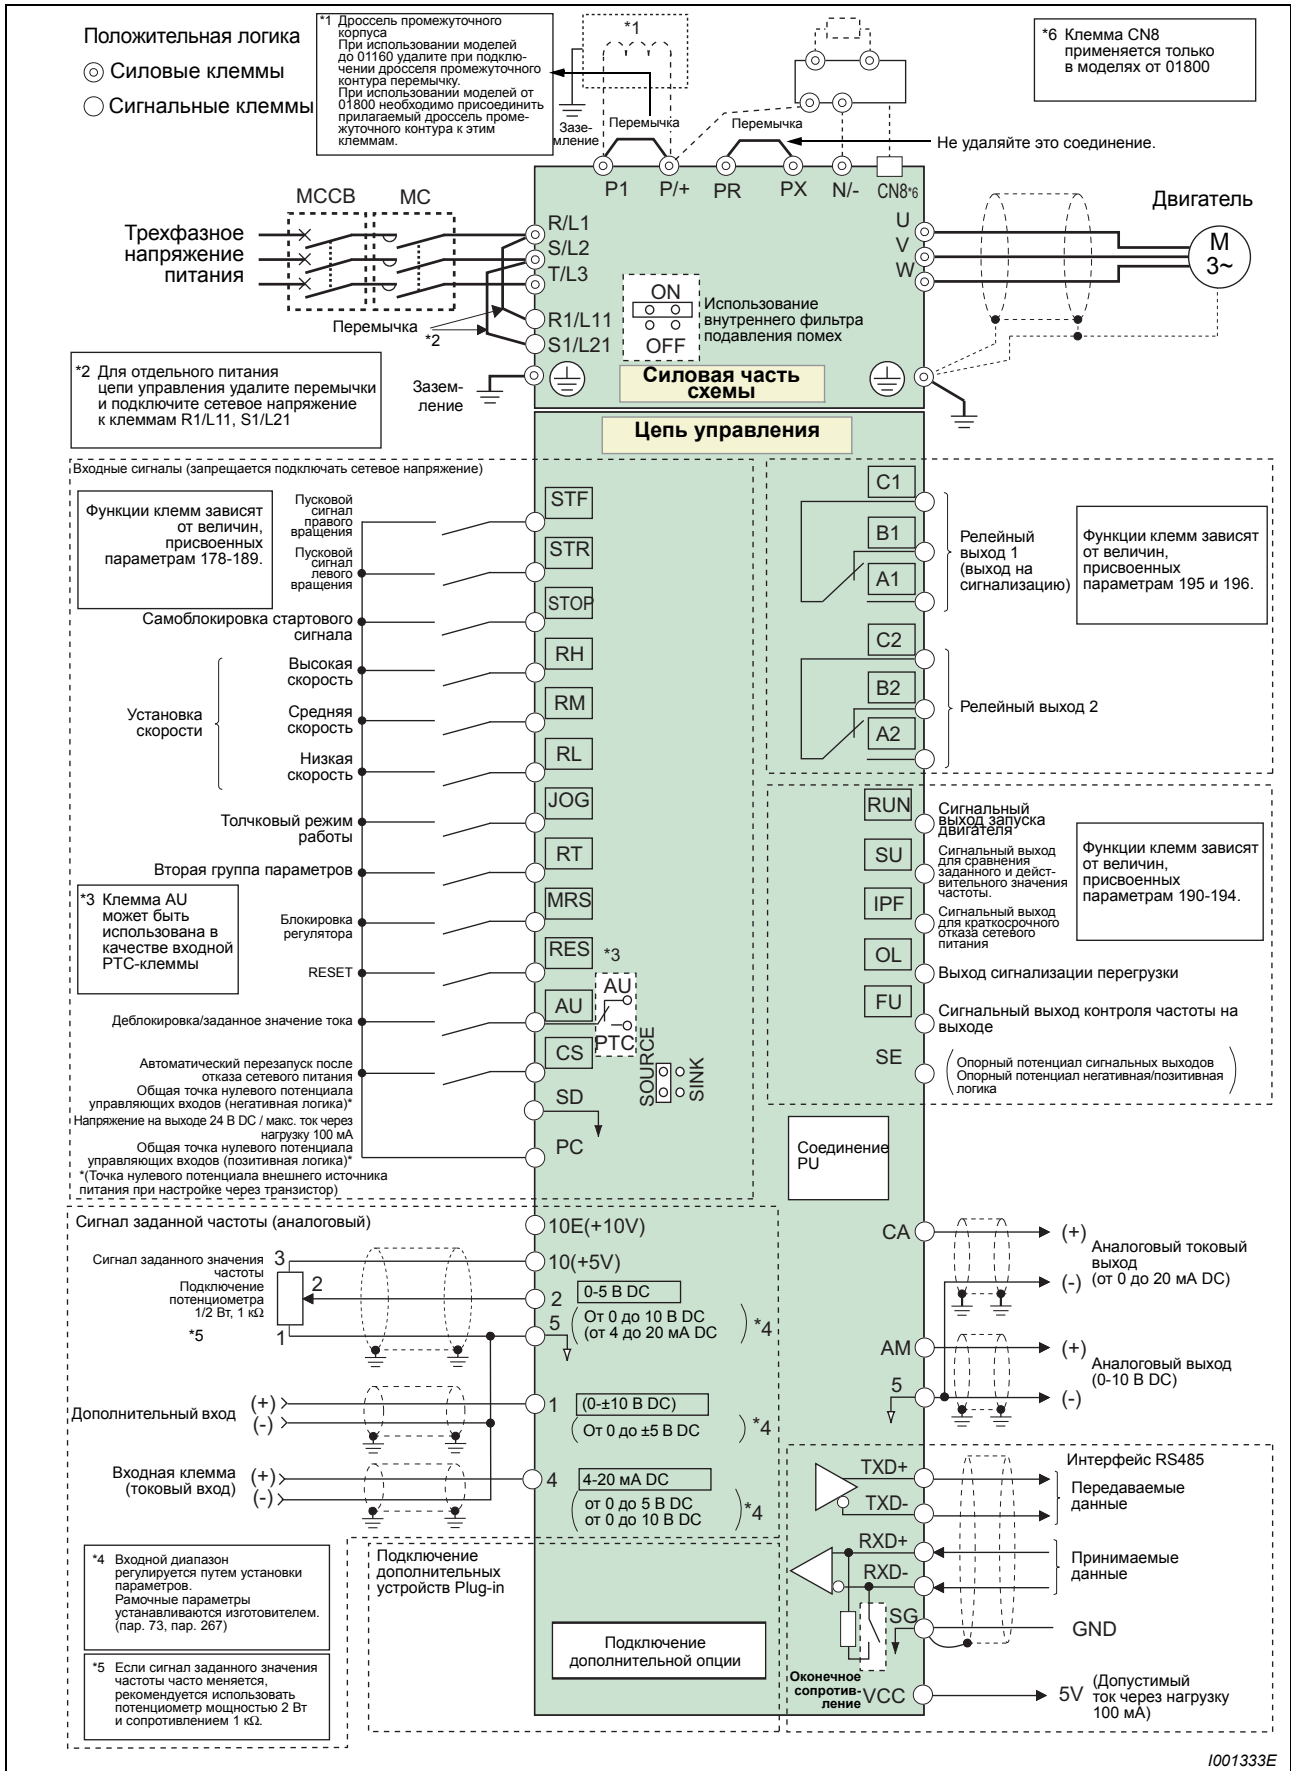 Положительная логика
Силовые клеммы
Сигнальные клеммы
*1 Дроссель промежуточного
корпуса
При использовании моделей
до 01160 удалите при подклю-
чении дросселя промежуточного
контура перемычку.
При использовании моделей от
01800 необходимо присоединить
прилагаемый дроссель проме-
жуточного контура к этим
клеммам.
*1
Зазе-
мление
Перемычка
Перемычка
*6 Клемма CN8
применяется только
в моделях от 01800
Не удаляйте это соединение.
P1
P/+
PR
PX
N/-
CN8*6
MCCB
MC
Трехфазное
напряжение
питания
R/L1
S/L2
T/L3
R1/L11
S1/L21
Перемычка
*2
ON
OFF
Использование
внутреннего фильтра
подавления помех
U
V
W
Двигатель
M
3~
*2 Для отдельного питания
цепи управления удалите перемычки
и подключите сетевое напряжение
к клеммам R1/L11, S1/L21
Зазем-
ление
Силовая часть
схемы
Цепь управления
Входные сигналы (запрещается подключать сетевое напряжение)
Функции клемм зависят
от величин,
присвоенных
параметрам 178-189.
Пусковой
сигнал
правого
вращения
STF
Пусковой
сигнал
левого
вращения
STR
Самоблокировка стартового
сигнала
STOP
Установка
скорости
Высокая
скорость
RH
Средняя
скорость
RM
Низкая
скорость
RL
Толчковый режим
работы
JOG
Вторая группа параметров
RT
*3 Клемма AU
может быть
использована в
качестве входной
PTC-клеммы
Блокировка
регулятора
MRS
RESET
RES
*3
AU
PTC
Деблокировка/заданное значение тока
AU
CS
SOURCE
SINK
Автоматический перезапуск после
отказа сетевого питания
Общая точка нулевого потенциала
управляющих входов (негативная логика)*
SD
Напряжение на выходе 24 В DC / макс. ток через
нагрузку 100 мА
Общая точка нулевого потенциала
управляющих входов (позитивная логика)*
PC
*(Точка нулевого потенциала внешнего источника
питания при настройке через транзистор)
C1
B1
A1
Релейный
выход 1
(выход на
сигнализацию)
Функции клемм зависят
от величин,
присвоенных
параметрам 195 и 196.
C2
B2
A2
Релейный выход 2
RUN
Сигнальный
выход запуска
двигателя
SU
Сигнальный выход
для сравнения
заданного и дейст-
вительного значения
частоты.
IPF
Сигнальный выход
для краткосрочного
отказа сетевого
питания
Функции клемм зависят
от величин,
присвоенных
параметрам 190-194.
OL
Выход сигнализации перегрузки
FU
Сигнальный выход контроля частоты на
выходе
SE
Опорный потенциал сигнальных выходов
Опорный потенциал негативная/позитивная
логика
Соединение
PU
Сигнал заданной частоты (аналоговый)
10E(+10V)
Сигнал заданного значения
частоты
Подключение
потенциометра
1/2 Вт, 1 кΩ
*5
3
2
1
10(+5V)
2
0-5 В DC
5
От 0 до 10 В DC
(от 4 до 20 мА DC
*4
Дополнительный вход
(+)
(-)
1
(0-±10 В DC)
От 0 до ±5 В DC
*4
Входная клемма
(токовый вход)
(+)
(-)
4
4-20 мА DC
от 0 до 5 В DC
от 0 до 10 В DC
*4
CA
(+)
(-)
Аналоговый токовый
выход
(от 0 до 20 мА DC)
AM
5
(+)
(-)
Аналоговый выход
(0-10 В DC)
*4 Входной диапазон
регулируется путем установки
параметров.
Рамочные параметры
устанавливаются изготовителем.
(пар. 73, пар. 267)
*5 Если сигнал заданного значения
частоты часто меняется,
рекомендуется использовать
потенциометр мощностью 2 Вт
и сопротивлением 1 кΩ.
Подключение
дополнительных
устройств Plug-in
Подключение
дополнительной опции
Интерфейс RS485
TXD+
TXD-
Передаваемые
данные
RXD+
RXD-
Принимаемые
данные
SG
GND
Оконечное
сопротив-
ление
VCC
5V
(Допустимый
ток через нагрузку
100 мА)
I001333E